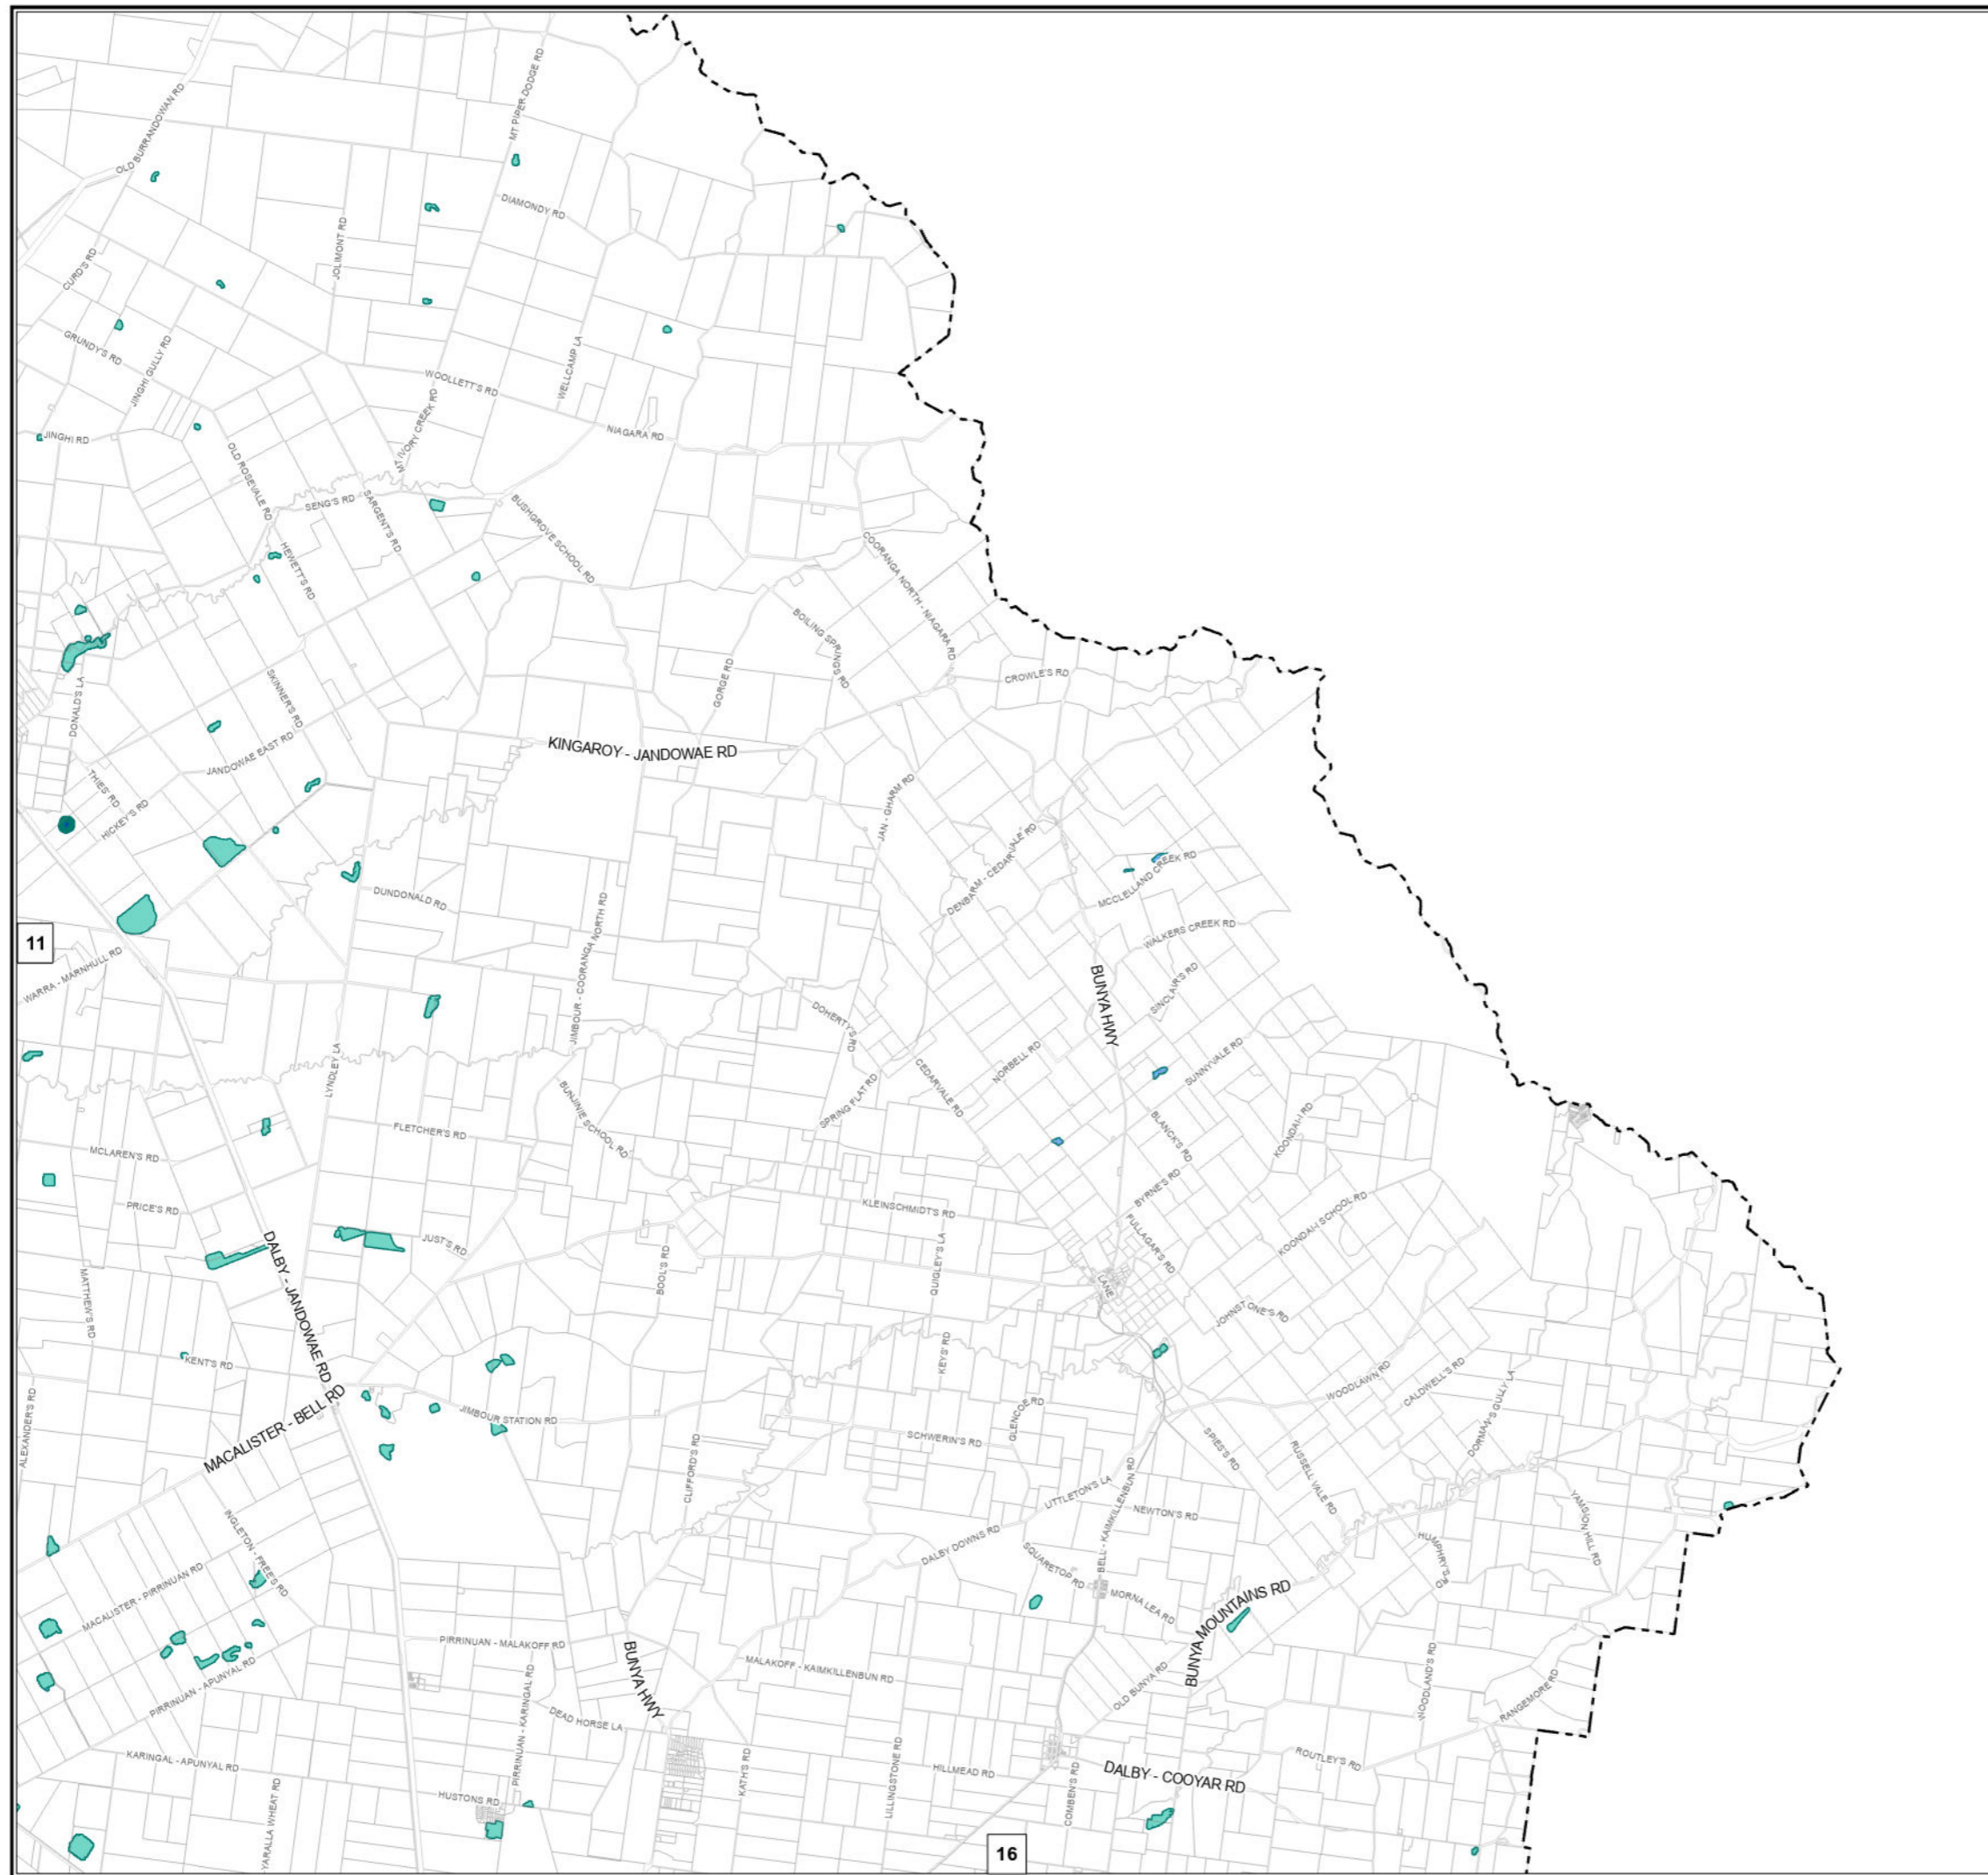 MT PIPER DODGE RD
OLD BURRANDOWAN RD
DIAMONDY RD
JOLIMONT RD
CURD'S RD
GRUNDY'S RD
JINGHI GULLY RD
WELLCAMP LA
WOOLLETT'S RD
MT IVORY CREEK RD
NIAGARA RD
JINGHI RD
OLD ROSEVALE RD
SENG'S RD
SARGENT'S RD
BUSHGROVE SCHOOL RD
HEWETT'S RD
COORANGA NORTH - NIAGARA RD
BOILING SPRINGS RD
GORGE RD
CROWLE'S RD
DONALD'S LA
SKINNER'S RD
JANDOWAE EAST RD
KINGAROY - JANDOWAE RD
THIES' RD
HICKEY'S RD
JAN - GHARM RD
DENBARM - CEDARVALE RD
MCCLELLAND CREEK RD
DUNDONALD RD
JIMBOUR - COORANGA NORTH RD
WALKERS CREEK RD
11
WARRA - MARNHULL RD
BUNYA HWY
SINCLAIR'S RD
DOHERTY'S RD
LYNDLEY LA
NORBELL RD
SUNNYVALE RD
CEDARVALE RD
BUNJINIE SCHOOL RD
SPRING FLAT RD
FLETCHER'S RD
BLANCK'S RD
KOONDAI-I RD
MCLAREN'S RD
PRICE'S RD
KLEINSCHMIDT'S RD
BYRNE'S RD
FULLAGAR'S RD
KOONDAI-I SCHOOL RD
JUST'S RD
BOOL'S RD
QUIGLEY'S LA
LANE
MATTHEW'S RD
DALBY - JANDOWAE RD
JOHNSTONE'S RD
KEYS' RD
KENT'S RD
WOODLAWN RD
CALDWELL'S RD
ALEXANDER'S RD
MACALISTER - BELL RD
JIMBOUR STATION RD
GLENCOE RD
SCHWERIN'S RD
DORMAN'S GULLY LA
CLIFFORD'S RD
SPIES'S RD
RUSSELL VALE RD
LITTLETON'S LA
NEWTON'S RD
BELL - KAIMKILLENBUN RD
YAMSION HILL RD
INGLETON - FREE'S RD
DALBY DOWNS RD
HUMPHRY'S RD
SQUARETOP RD
MORNA LEA RD
MACALISTER - PIRRINUAN RD
BUNYA MOUNTAINS RD
PIRRINUAN - MALAKOFF RD
MALAKOFF - KAIMKILLENBUN RD
BUNYA HWY
OLD BUNYA RD
WOODLAND'S RD
RANGEMORE RD
PIRRINUAN - APUNYAL RD
PIRRINUAN - KARINGAL RD
DEAD HORSE LA
KARINGAL - APUNYAL RD
KATH'S RD
LILLINGSTONE RD
HILLMEAD RD
COMBEN'S RD
DALBY - COOYAR RD
ROUTLEY'S RD
HUSTONS RD
YARALLA WHEAT RD
16